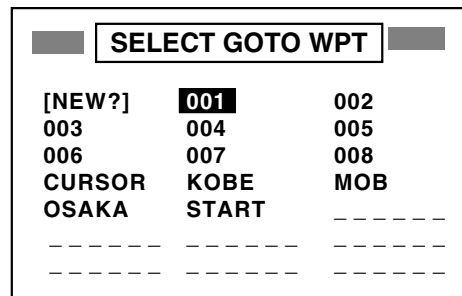 SELECT GOTO WPT
[NEW?] 001 002
003 004 005
006 007 008
CURSOR KOBE MOB
OSAKA START _ _ _ _ _ _
_ _ _ _ _ _ _ _ _ _ _ _ _ _ _ _ _ _
_ _ _ _ _ _ _ _ _ _ _ _ _ _ _ _ _ _